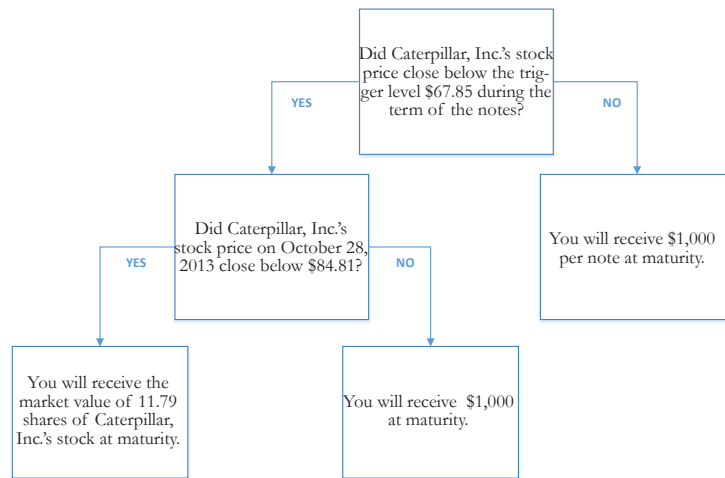 Did Caterpillar, Inc.'s stock
price close below the trig-
ger level $67.85 during the
term of the notes?
YES
NO
Did Caterpillar, Inc.'s
stock price on October 28,
2013 close below $84.81?
You will receive $1,000
per note at maturity.
YES
NO
You will receive the
market value of 11.79
shares of Caterpillar,
Inc.'s stock at maturity.
You will receive $1,000
at maturity.